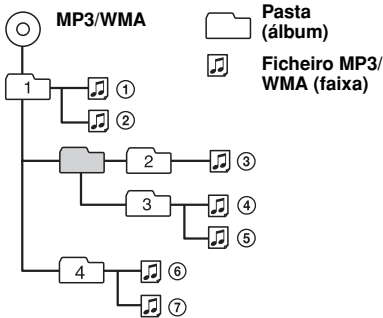 MP3/WMA
Pasta
(álbum)
Ficheiro MP3/
WMA (faixa)
1
①
②
2
③
3
④
⑤
4
⑥
⑦